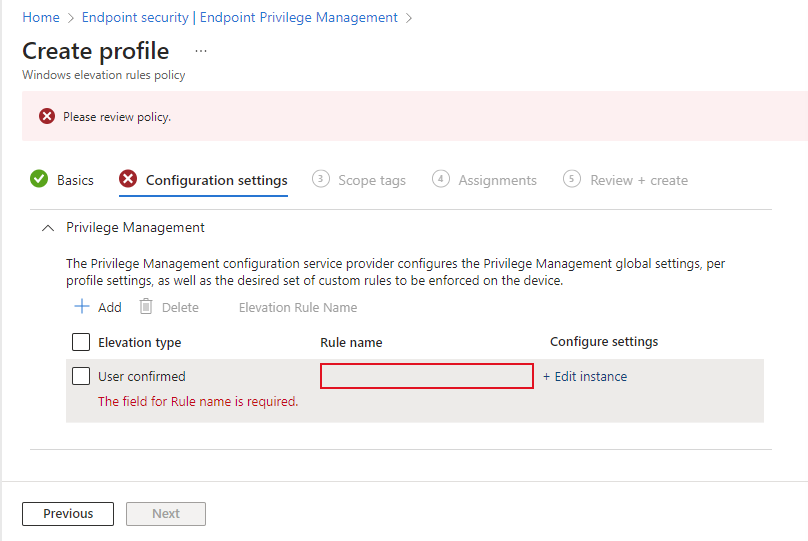 Home > Endpoint security | Endpoint Privilege Management >
Create profile ...
Windows elevation rules policy
Please review policy.
Basics Configuration settings 3 Scope tags 4 Assignments 5 Review + create
Privilege Management
The Privilege Management configuration service provider configures the Privilege Management global settings, per
profile settings, as well as the desired set of custom rules to be enforced on the device.
+ Add Delete Elevation Rule Name
Elevation type Rule name Configure settings
User confirmed + Edit instance
The field for Rule name is required.
Previous Next